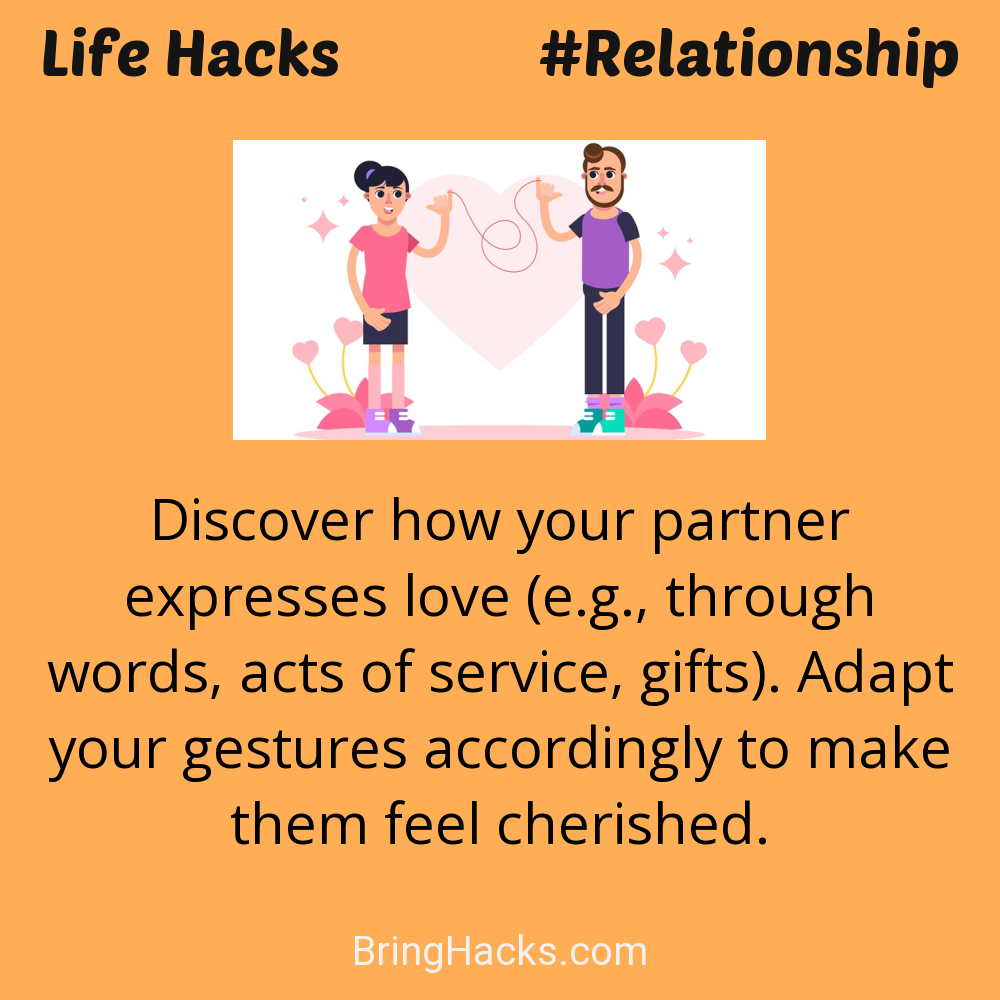 Life Hacks #Relationship
Discover how your partner
expresses love (e.g., through
words, acts of service, gifts). Adapt
your gestures accordingly to make
them feel cherished.
BringHacks.com